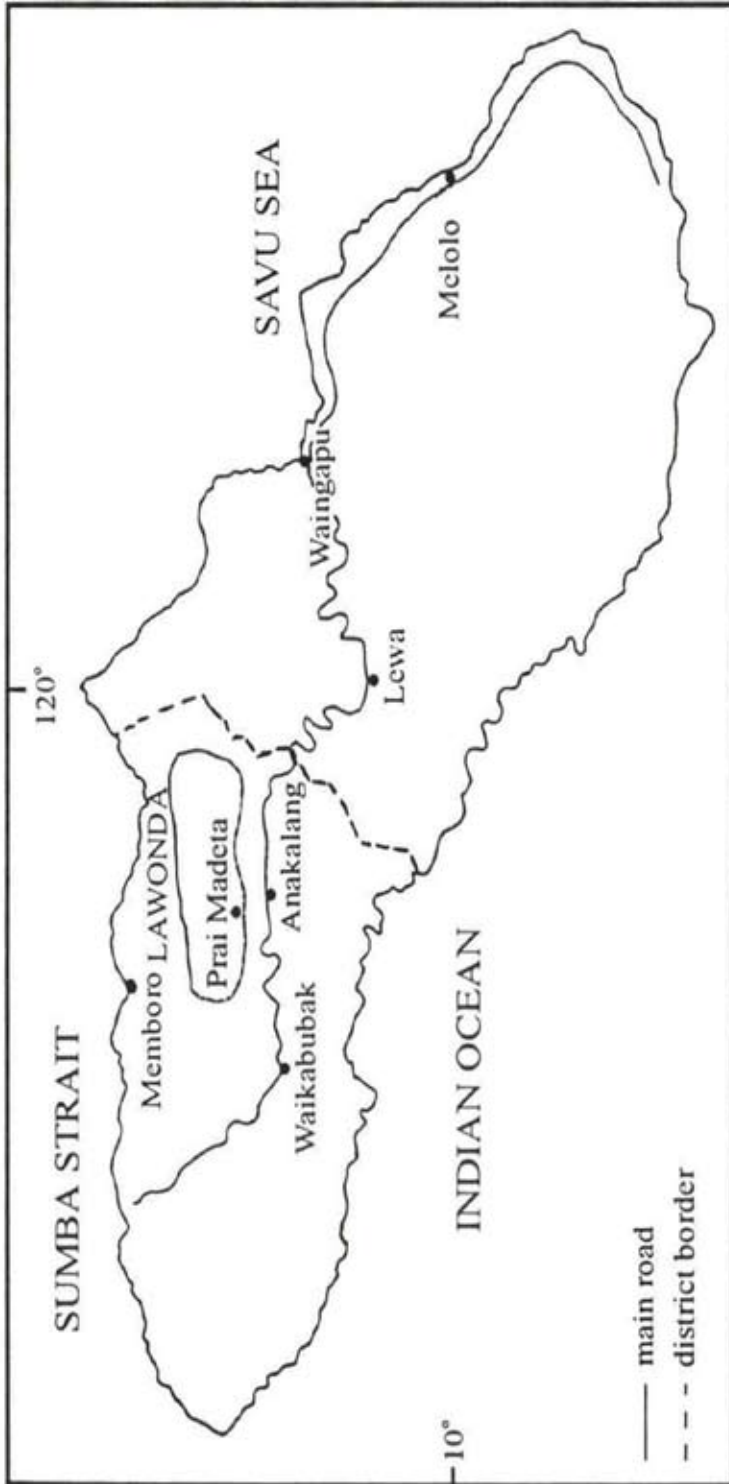 120°
SUMBA STRAIT
SAVU SEA
Memboro
LAWONDA
Prai Madeta
Waikabubak
Anakalang
Lewa
Waingapu
Melolo
INDIAN OCEAN
10°
main road
district border